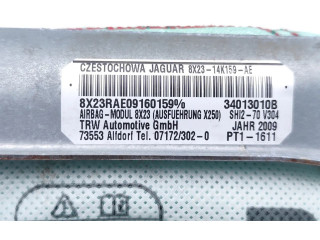 CZESTOCHOWA JAGUAR 8X23-14K159-AE
8X23RAE09160159% 34013010B
AIRBAG-MODUL 8X23 (AUSFUEHRUNG X250) SHI2-70 V304
TRW Automotive GmbH JAHR 2009
73553 Alfdorf Tel. 07172/302-0 PT1-1611